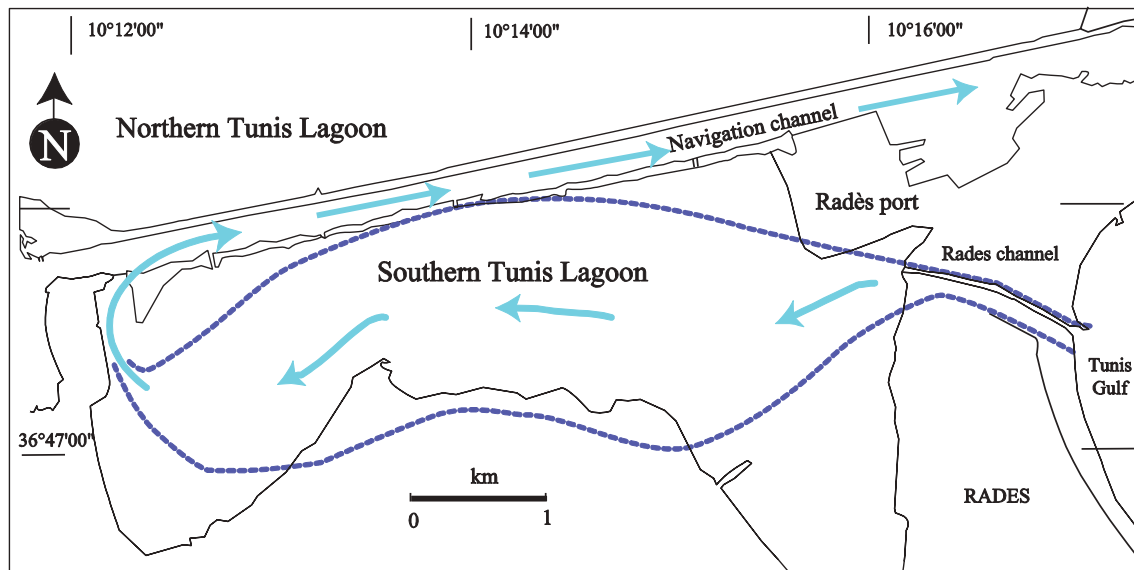 10°12'00"
10°14'00"
10°16'00"
N
Northern Tunis Lagoon
Navigation channel
Radès port
Rades channel
Southern Tunis Lagoon
Tunis
Gulf
36°47'00"
km
0
1
RADES